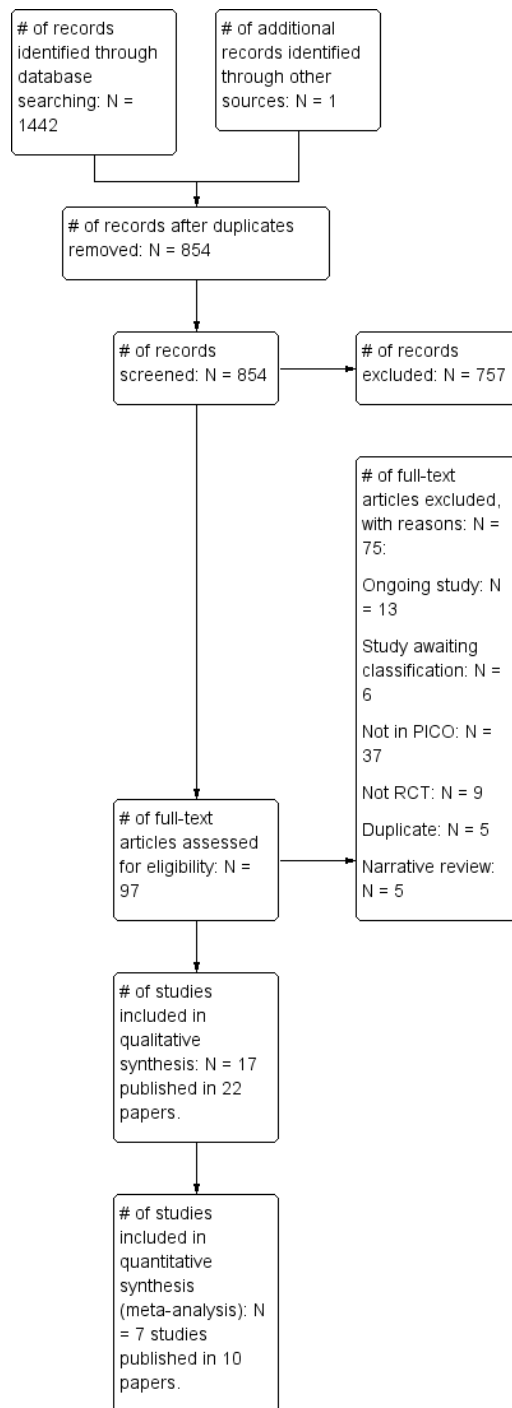 # of records
identified through
database
searching: N =
1442
# of additional
records identified
through other
sources: N = 1
# of records after duplicates
removed: N = 854
# of records
screened: N = 854
# of records
excluded: N = 757
# of full-text
articles excluded,
with reasons: N =
75:
Ongoing study: N
= 13
Study awaiting
classification: N =
6
Not in PICO: N =
37
Not RCT: N = 9
Duplicate: N = 5
Narrative review:
N = 5
# of full-text
articles assessed
for eligibility: N =
97
# of studies
included in
qualitative
synthesis: N = 17
published in 22
papers.
# of studies
included in
quantitative
synthesis
(meta-analysis): N
= 7 studies
published in 10
papers.